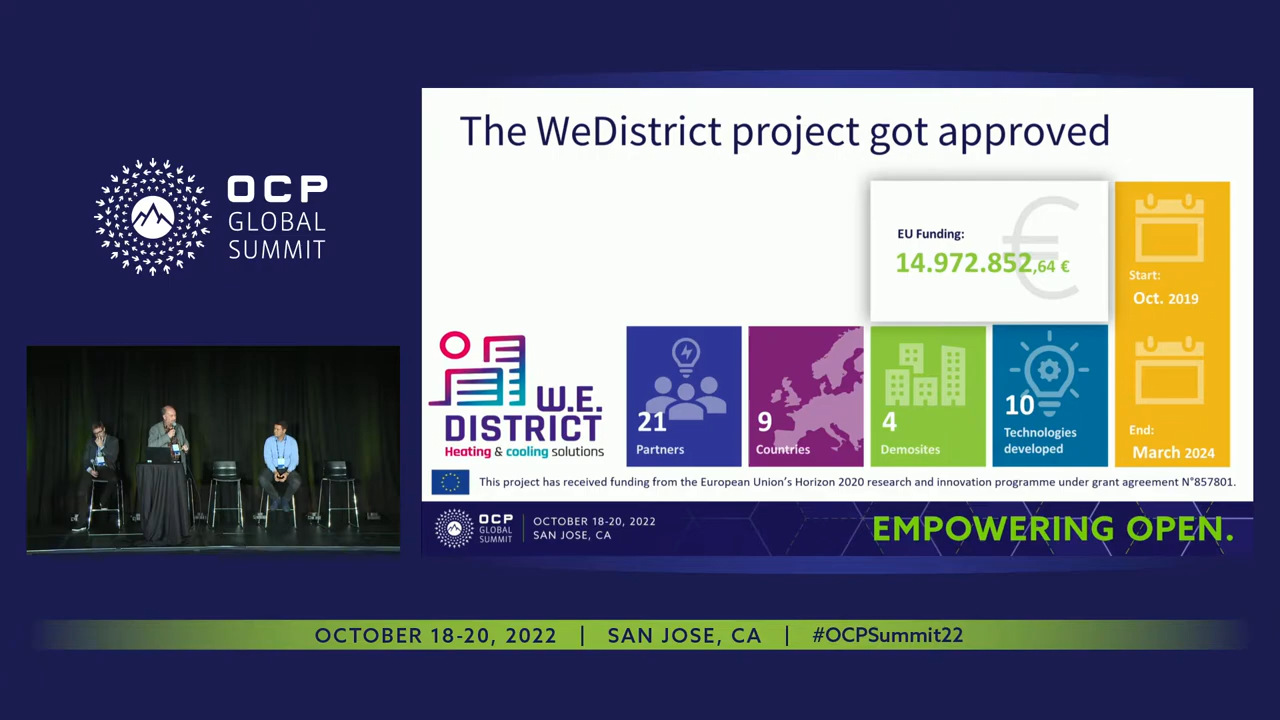 OCP
GLOBAL
SUMMIT
The WeDistrict project got approved
EU Funding:
14.972.852,64 €
Start:
Oct. 2019
End:
March 2024
W.E.
DISTRICT
Heating & cooling solutions
21
Partners
9
Countries
4
Demosites
10
Technologies
developed
This project has received funding from the European Union's Horizon 2020 research and innovation programme under grant agreement N°857801.
OCP
GLOBAL
SUMMIT
OCTOBER 18-20, 2022
SAN JOSE, CA
EMPOWERING OPEN.
OCTOBER 18-20, 2022 | SAN JOSE, CA | #OCPSummit22